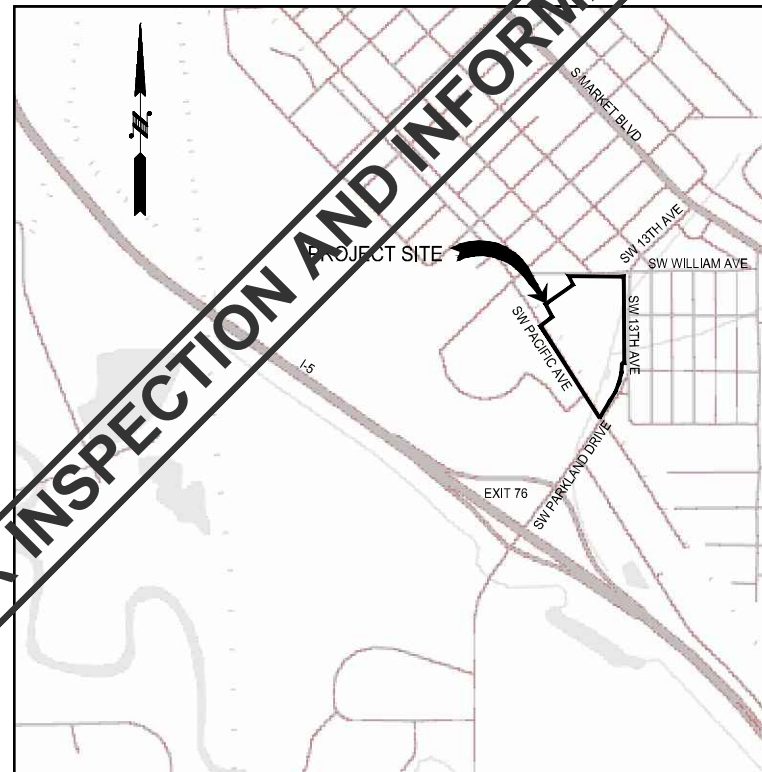 INSPECTION AND INFORM
N
S MARKET BLVD
SW 13TH AVE
SW WILLIAM AVE
PROJECT SITE
SW 13TH AVE
SW PACIFIC AVE
I-5
EXIT 76
SW PARKLAND DRIVE